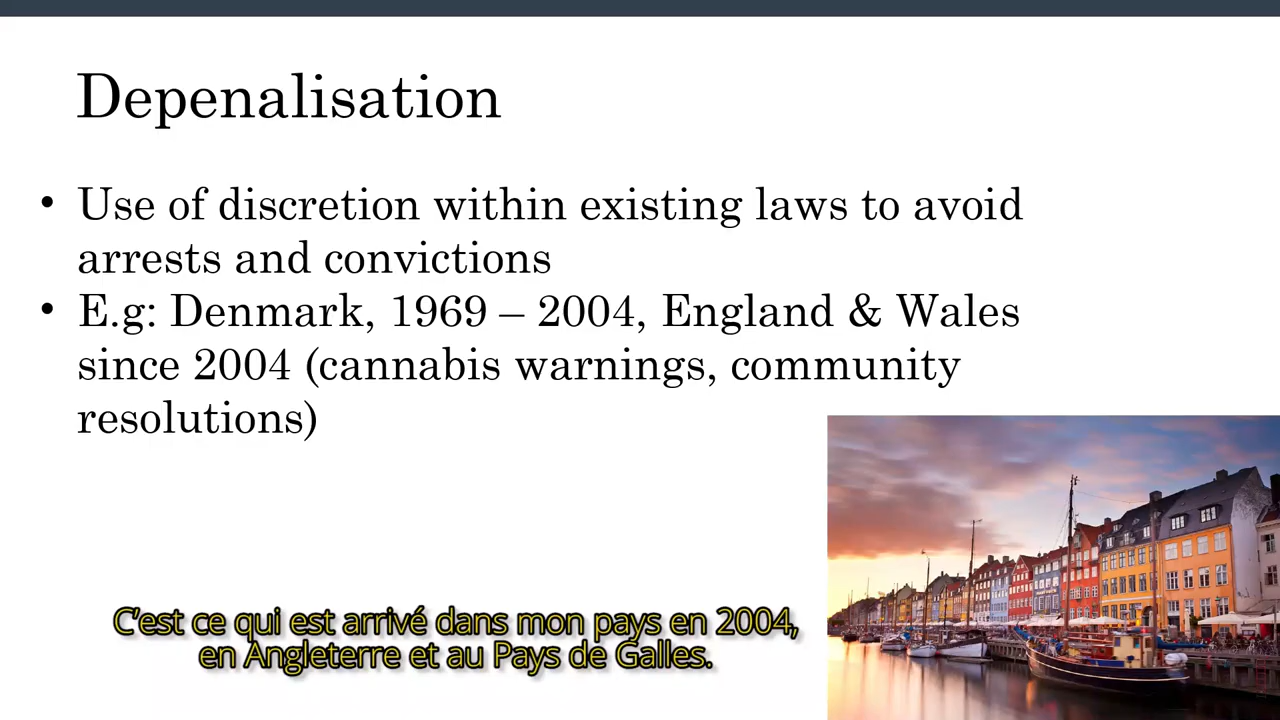 Depenalisation
• Use of discretion within existing laws to avoid
arrests and convictions
• E.g: Denmark, 1969 – 2004, England & Wales
since 2004 (cannabis warnings, community
resolutions)
C'est ce qui est arrivé dans mon pays en 2004,
en Angleterre et au Pays de Galles.